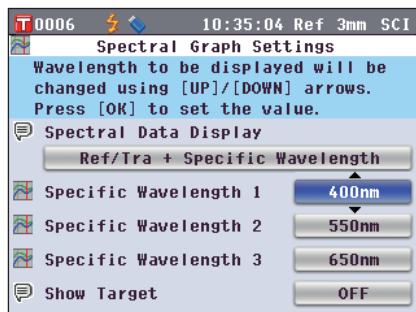 T 0006 10:35:04 Ref 3mm SCI
Spectral Graph Settings
Wavelength to be displayed will be
changed using [UP]/[DOWN] arrows.
Press [OK] to set the value.
Spectral Data Display
Ref/Tra + Specific Wavelength
Specific Wavelength 1 400nm
Specific Wavelength 2 550nm
Specific Wavelength 3 650nm
Show Target OFF